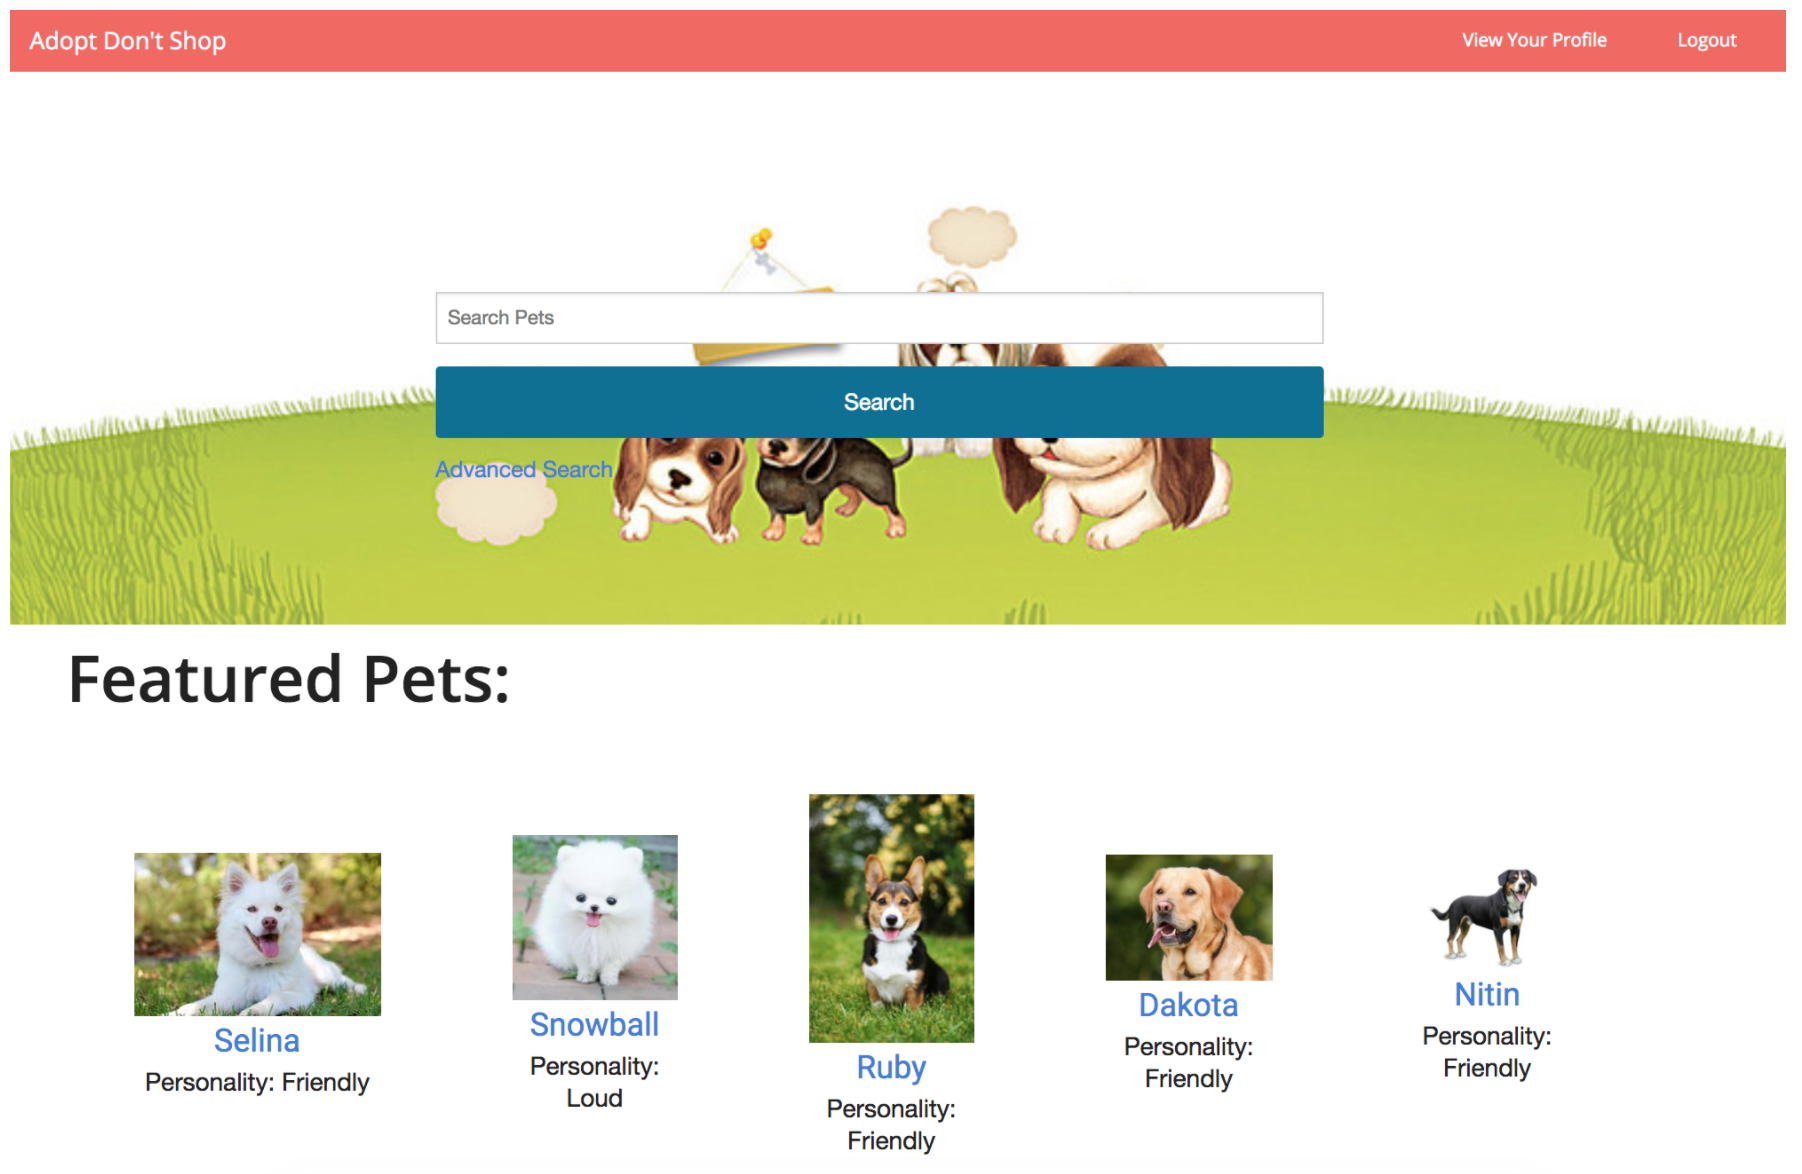 Adopt Don't Shop
View Your Profile
Logout
Search Pets
Search
Advanced Search
Featured Pets:
Selina
Personality: Friendly
Snowball
Personality:
Loud
Ruby
Personality:
Friendly
Dakota
Personality:
Friendly
Nitin
Personality:
Friendly